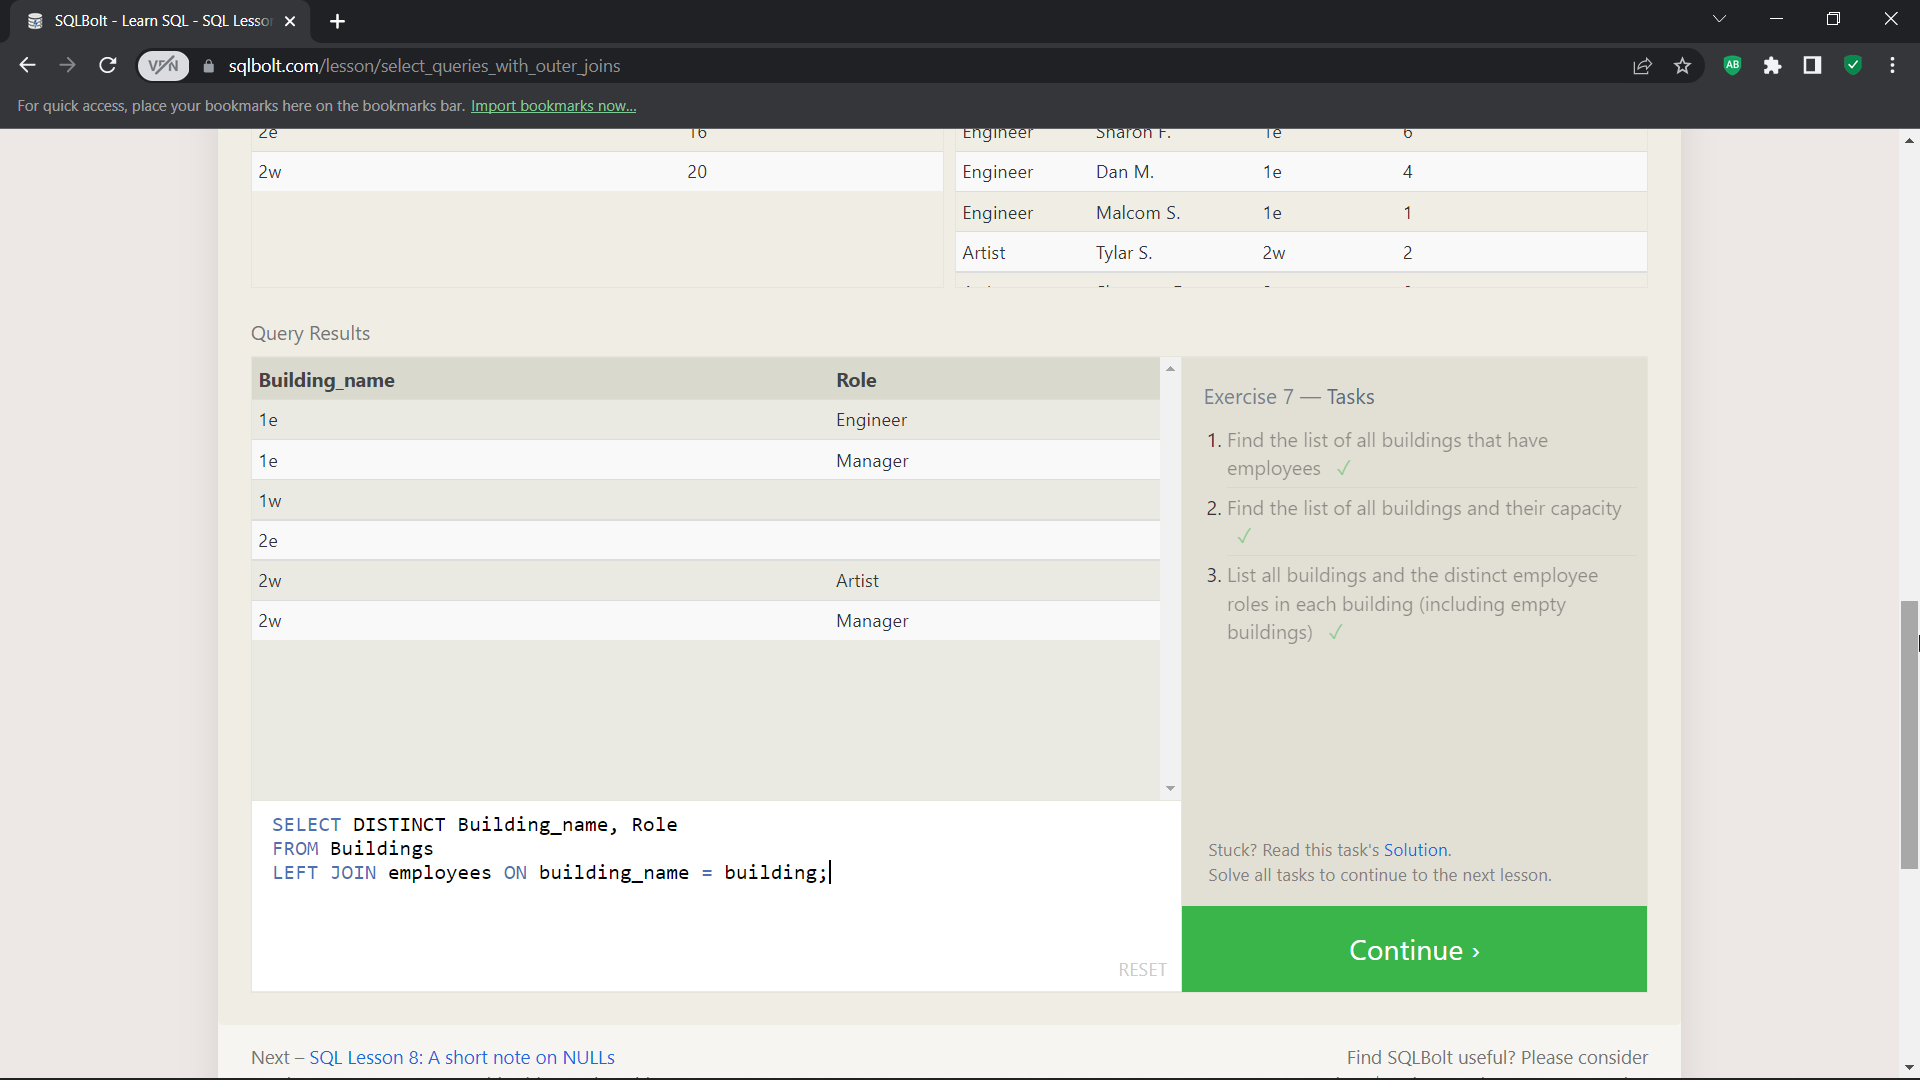 SQLBolt - Learn SQL - SQL Lesso
VPN
sqlbolt.com/lesson/select_queries_with_outer_joins
AB
For quick access, place your bookmarks here on the bookmarks bar. Import bookmarks now...
2e 16
2w 20
Engineer Sharon F. 1e 6
Engineer Dan M. 1e 4
Engineer Malcom S. 1e 1
Artist Tylar S. 2w 2
Query Results
Building_name Role
1e Engineer
1e Manager
1w
2e
2w Artist
2w Manager
SELECT DISTINCT Building_name, Role
FROM Buildings
LEFT JOIN employees ON building_name = building;
RESET
Exercise 7 — Tasks
1. Find the list of all buildings that have
employees ✓
2. Find the list of all buildings and their capacity
✓
3. List all buildings and the distinct employee
roles in each building (including empty
buildings) ✓
Stuck? Read this task's Solution.
Solve all tasks to continue to the next lesson.
Continue ›
Next – SQL Lesson 8: A short note on NULLs
Find SQLBolt useful? Please consider